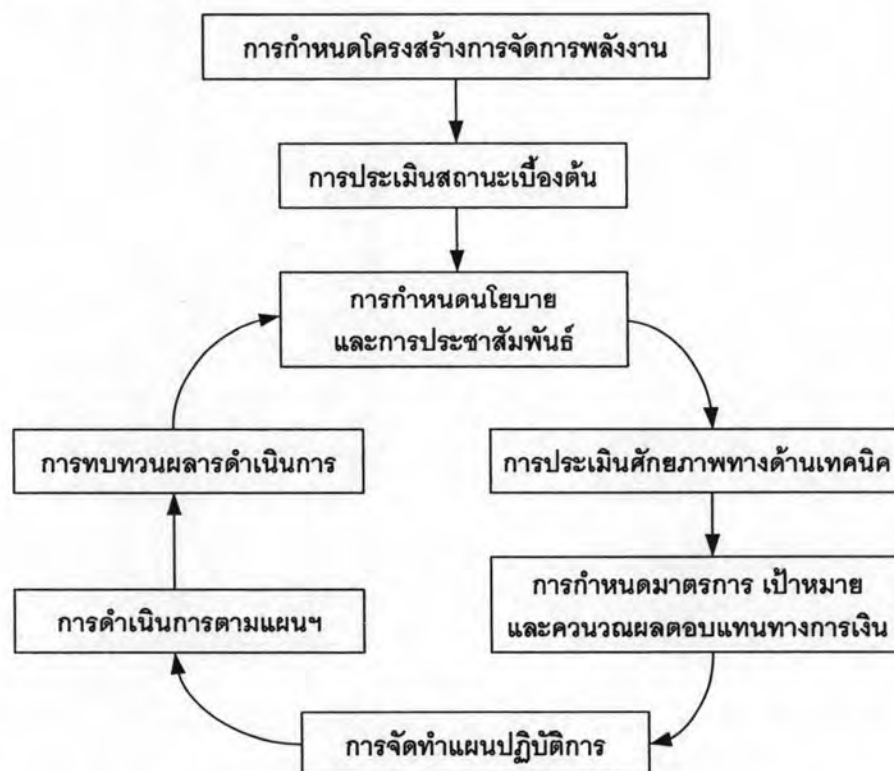 การกำหนดโครงสร้างการจัดการพลังงาน
การประเมินสถานะเบื้องต้น
การกำหนดนโยบาย
และการประชาสัมพันธ์
การทบทวนผลารดำเนินการ
การประเมินศักยภาพทางด้านเทคนิค
การดำเนินการตามแผนฯ
การกำหนดมาตรการ เป้าหมาย
และควนวณผลตอบแทนทางการเงิน
การจัดทำแผนปฏิบัติการ